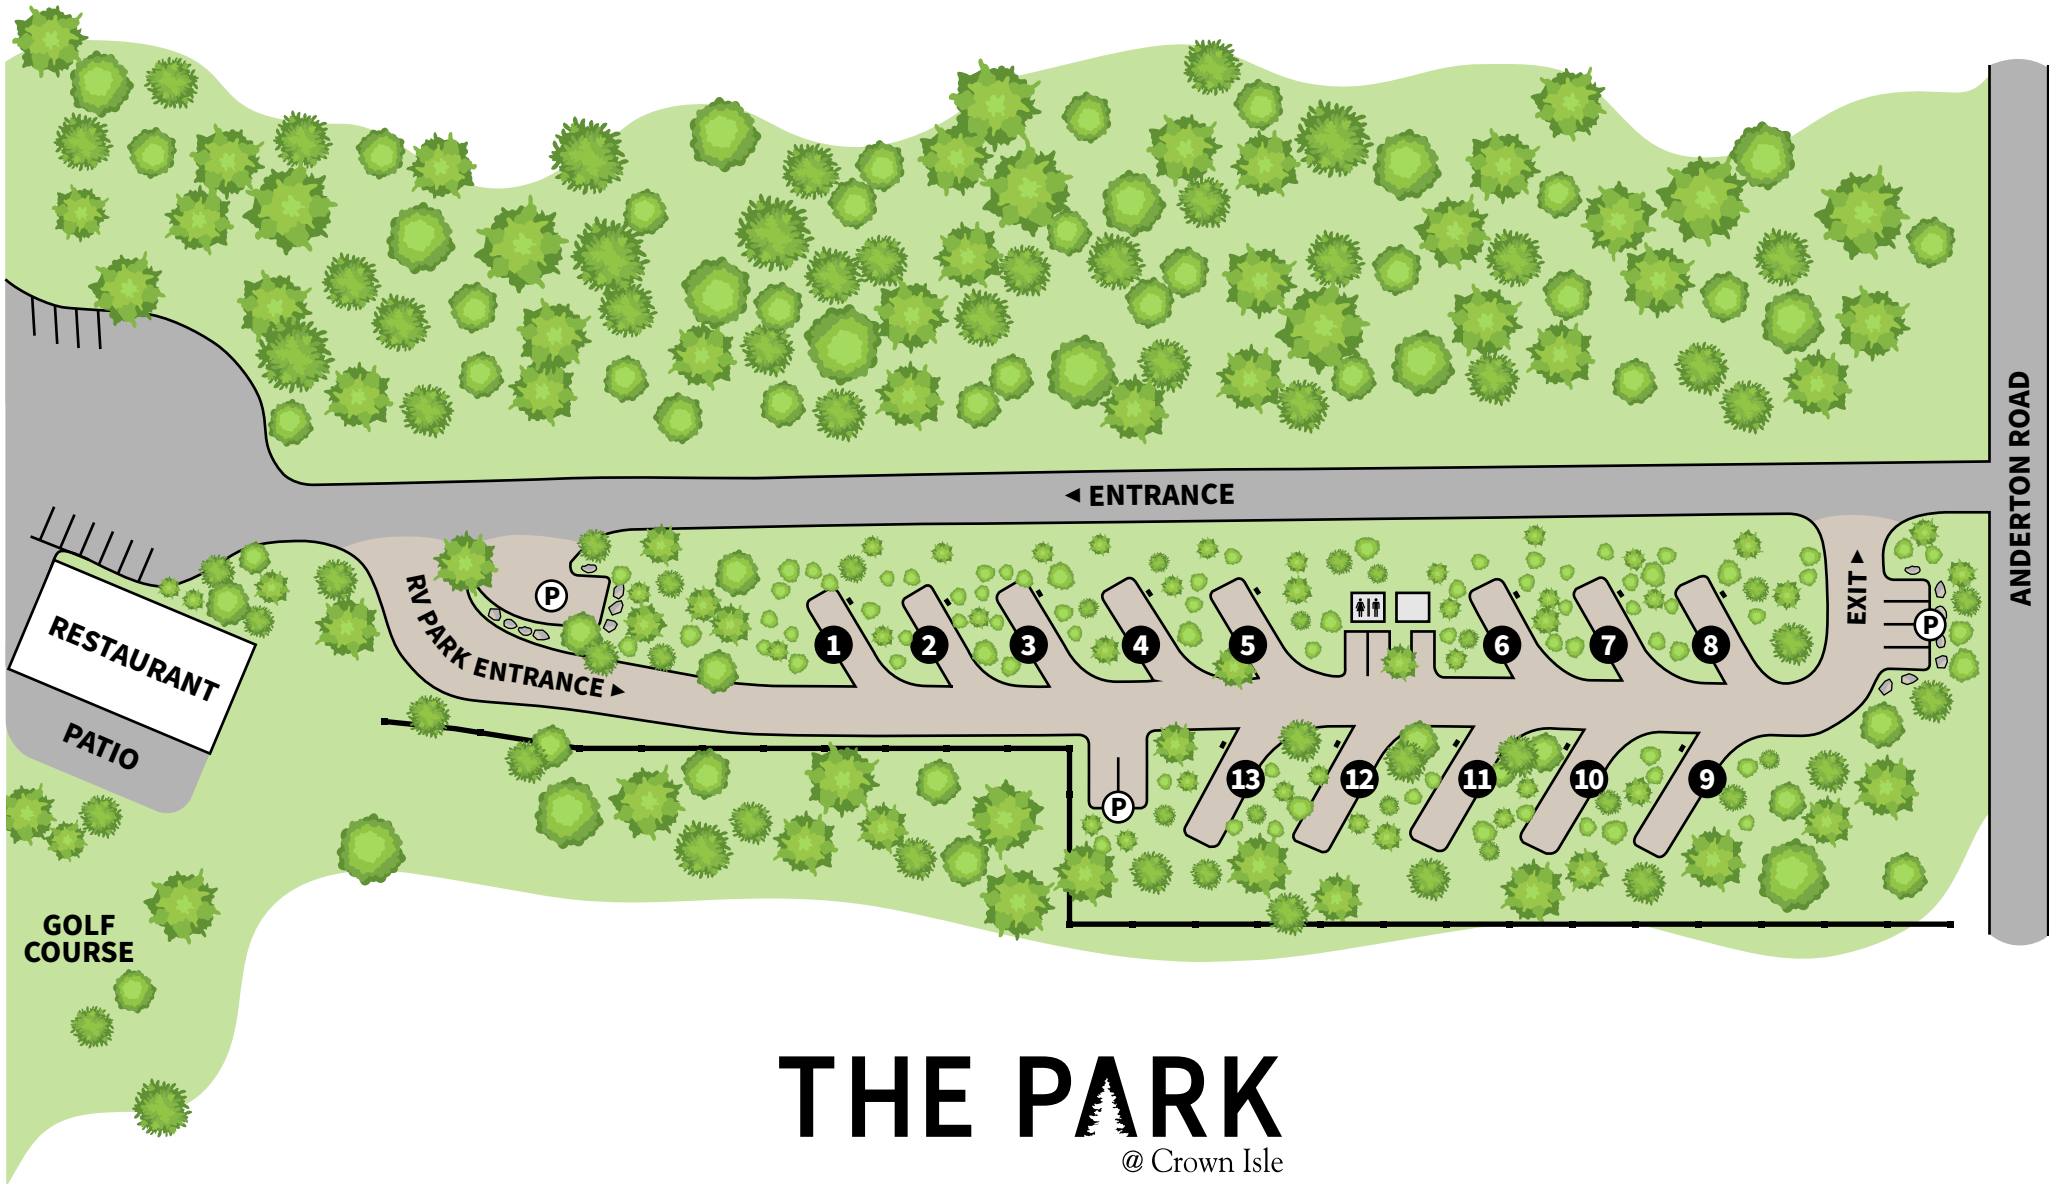 ANDERTON ROAD
◄ ENTRANCE
EXIT ►
P
RV PARK ENTRANCE ►
P
RESTAURANT
PATIO
1
2
3
4
5
6
7
8
13
12
11
10
9
P
GOLF
COURSE
THE PARK
@ Crown Isle